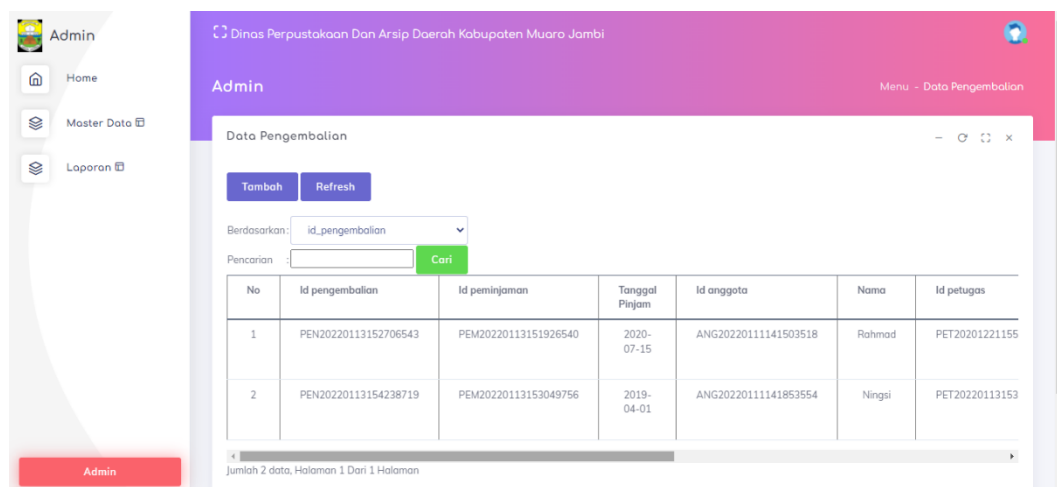 Admin
Home
Master Data
Laporan
Admin
Dinas Perpustakaan Dan Arsip Daerah Kabupaten Muaro Jambi
Admin
Menu - Data Pengembalian
Data Pengembalian
Tambah Refresh
Berdasarkan: id_pengembalian
Pencarian : Cari
No Id pengembalian Id peminjaman Tanggal Pinjam Id anggota Nama Id petugas
1 PEN20220113152706543 PEM20220113151926540 2020-07-15 ANG20220111141503518 Rahmad PET20201221155
2 PEN20220113154238719 PEM20220113153049756 2019-04-01 ANG20220111141853554 Ningsi PET20220113153
Jumlah 2 data, Halaman 1 Dari 1 Halaman